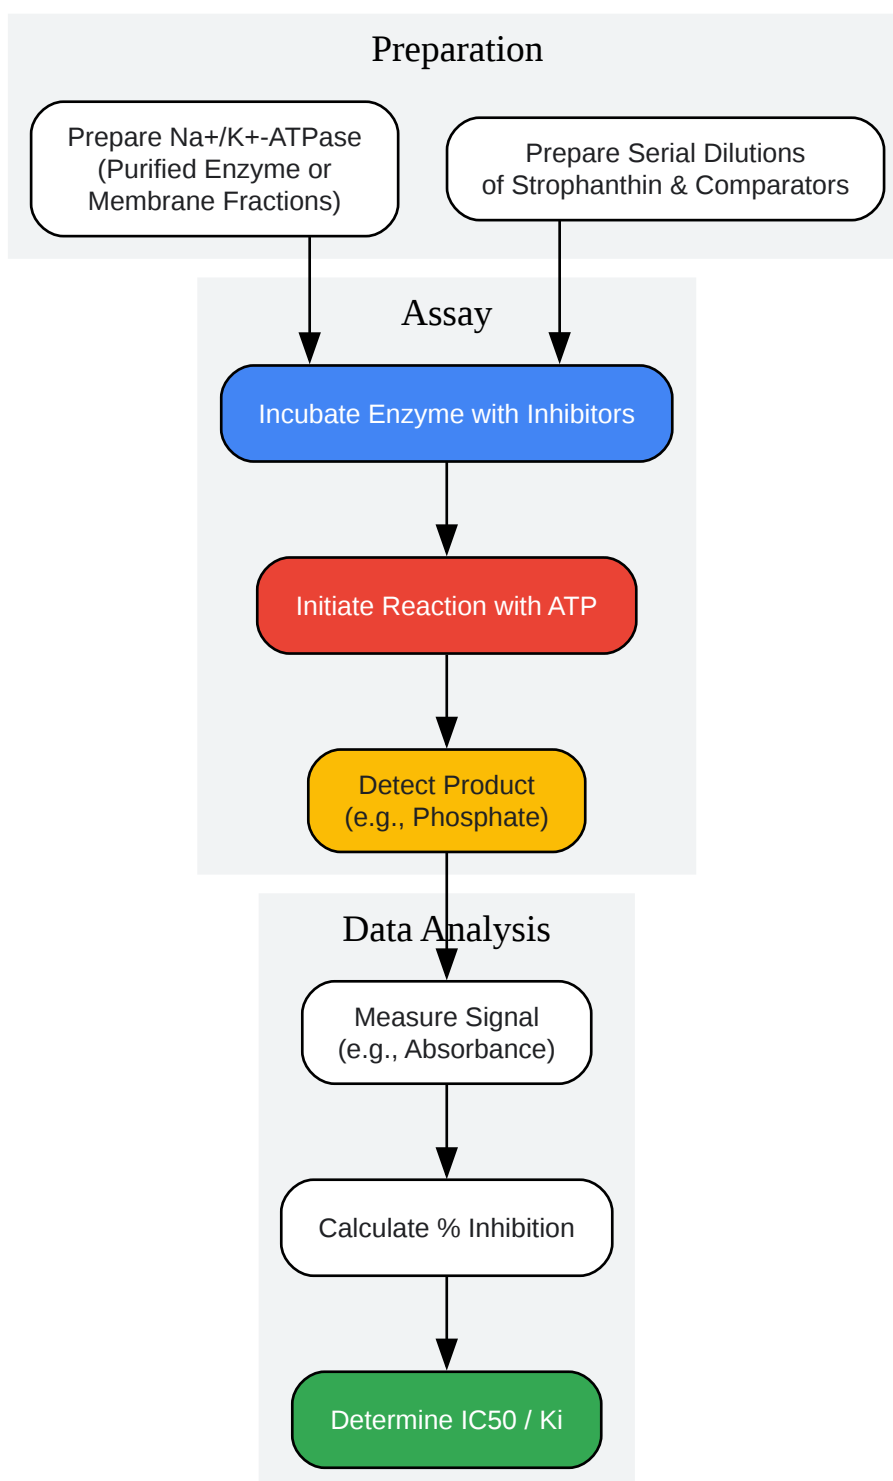 Preparation
Prepare Na+/K+-ATPase
(Purified Enzyme or
Membrane Fractions)
Prepare Serial Dilutions
of Strophanthin & Comparators
Assay
Incubate Enzyme with Inhibitors
Initiate Reaction with ATP
Detect Product
(e.g., Phosphate)
Data Analysis
Measure Signal
(e.g., Absorbance)
Calculate % Inhibition
Determine IC50 / Ki